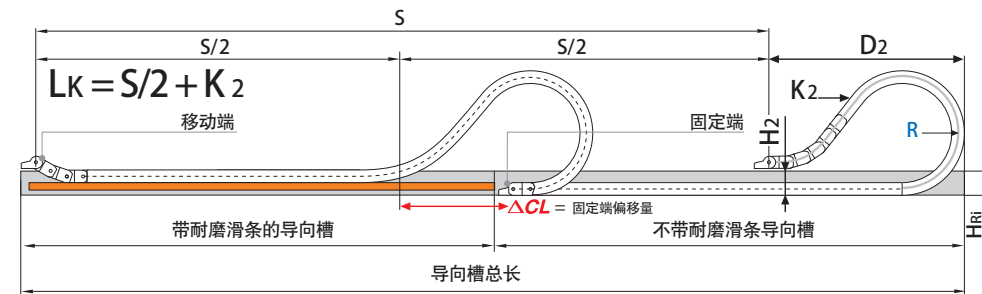 S
S/2
S/2
D2
LK = S/2 + K 2
K2
移动端
固定端
H2
R
ΔCL = 固定端偏移量
HRi
带耐磨滑条的导向槽
不带耐磨滑条导向槽
导向槽总长